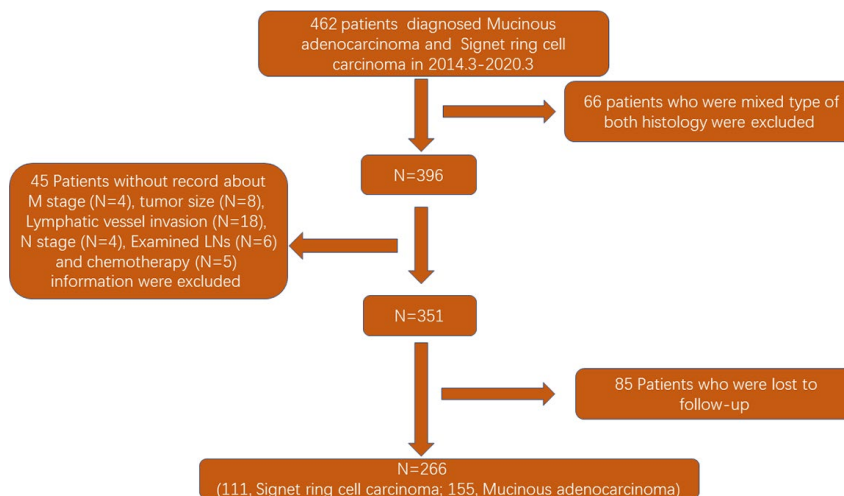 462 patients diagnosed Mucinous
adenocarcinoma and Signet ring cell
carcinoma in 2014.3-2020.3
66 patients who were mixed type of
both histology were excluded
N=396
45 Patients without record about
M stage (N=4), tumor size (N=8),
Lymphatic vessel invasion (N=18),
N stage (N=4), Examined LNs (N=6)
and chemotherapy (N=5)
information were excluded
N=351
85 Patients who were lost to
follow-up
N=266
(111, Signet ring cell carcinoma; 155, Mucinous adenocarcinoma)